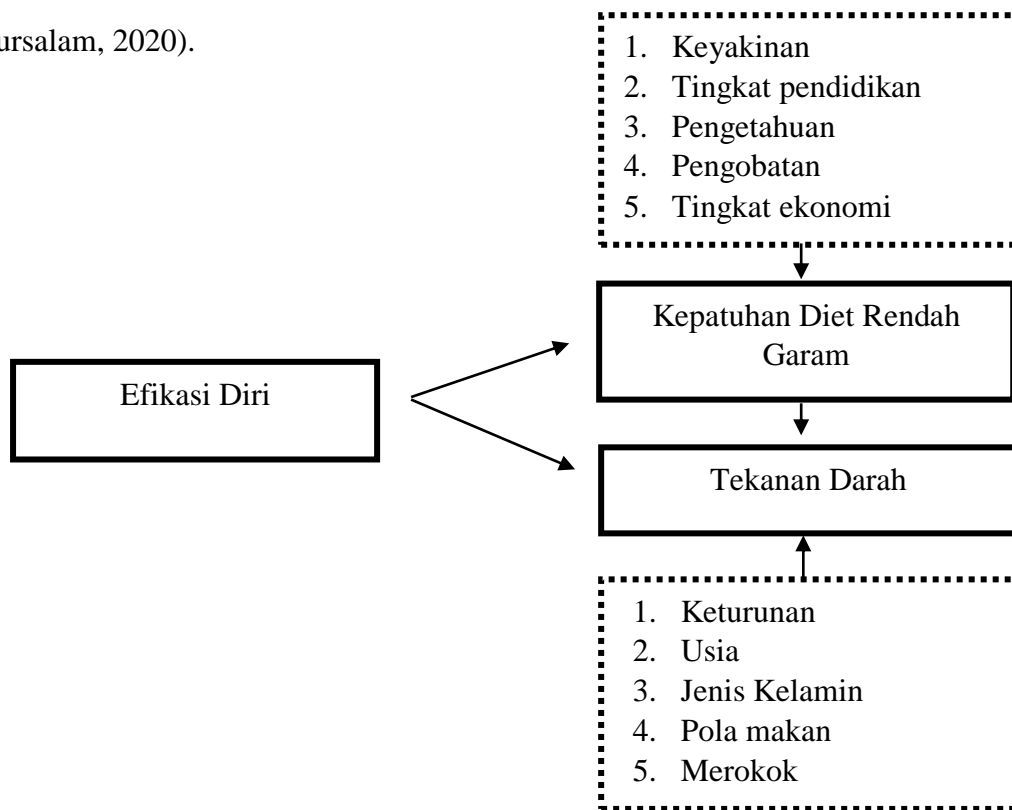 ursalam, 2020).
1. Keyakinan
2. Tingkat pendidikan
3. Pengetahuan
4. Pengobatan
5. Tingkat ekonomi
Kepatuhan Diet Rendah
Garam
Efikasi Diri
Tekanan Darah
1. Keturunan
2. Usia
3. Jenis Kelamin
4. Pola makan
5. Merokok